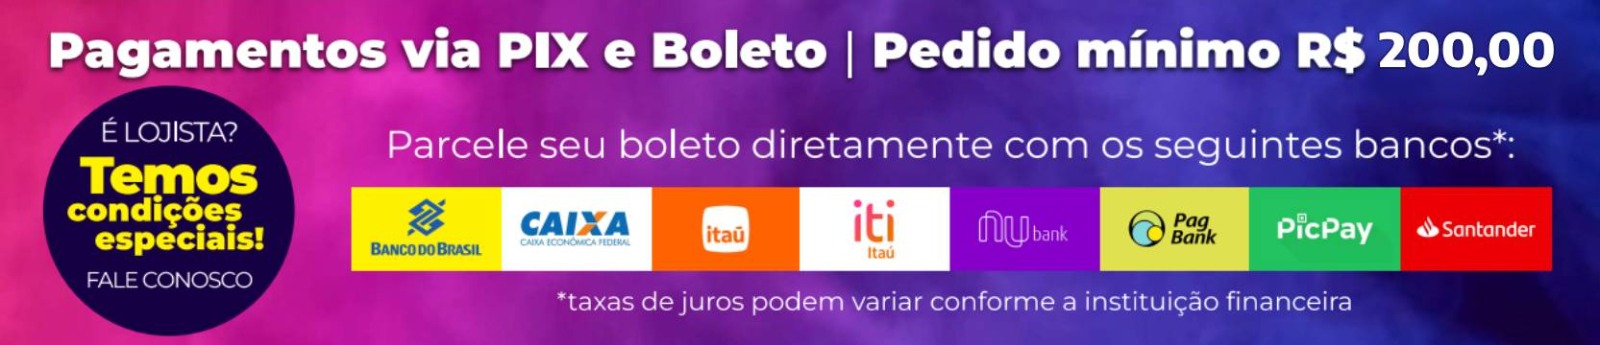 Pagamentos via PIX e Boleto | Pedido mínimo R$ 200,00
É LOJISTA?
Temos
condições
especiais!
FALE CONOSCO
Parcele seu boleto diretamente com os seguintes bancos*:
BANCO DO BRASIL
CAIXA
CAIXA ECONÔMICA FEDERAL
itaú
iti
Itaú
nu bank
Pag
Bank
PicPay
Santander
*taxas de juros podem variar conforme a instituição financeira